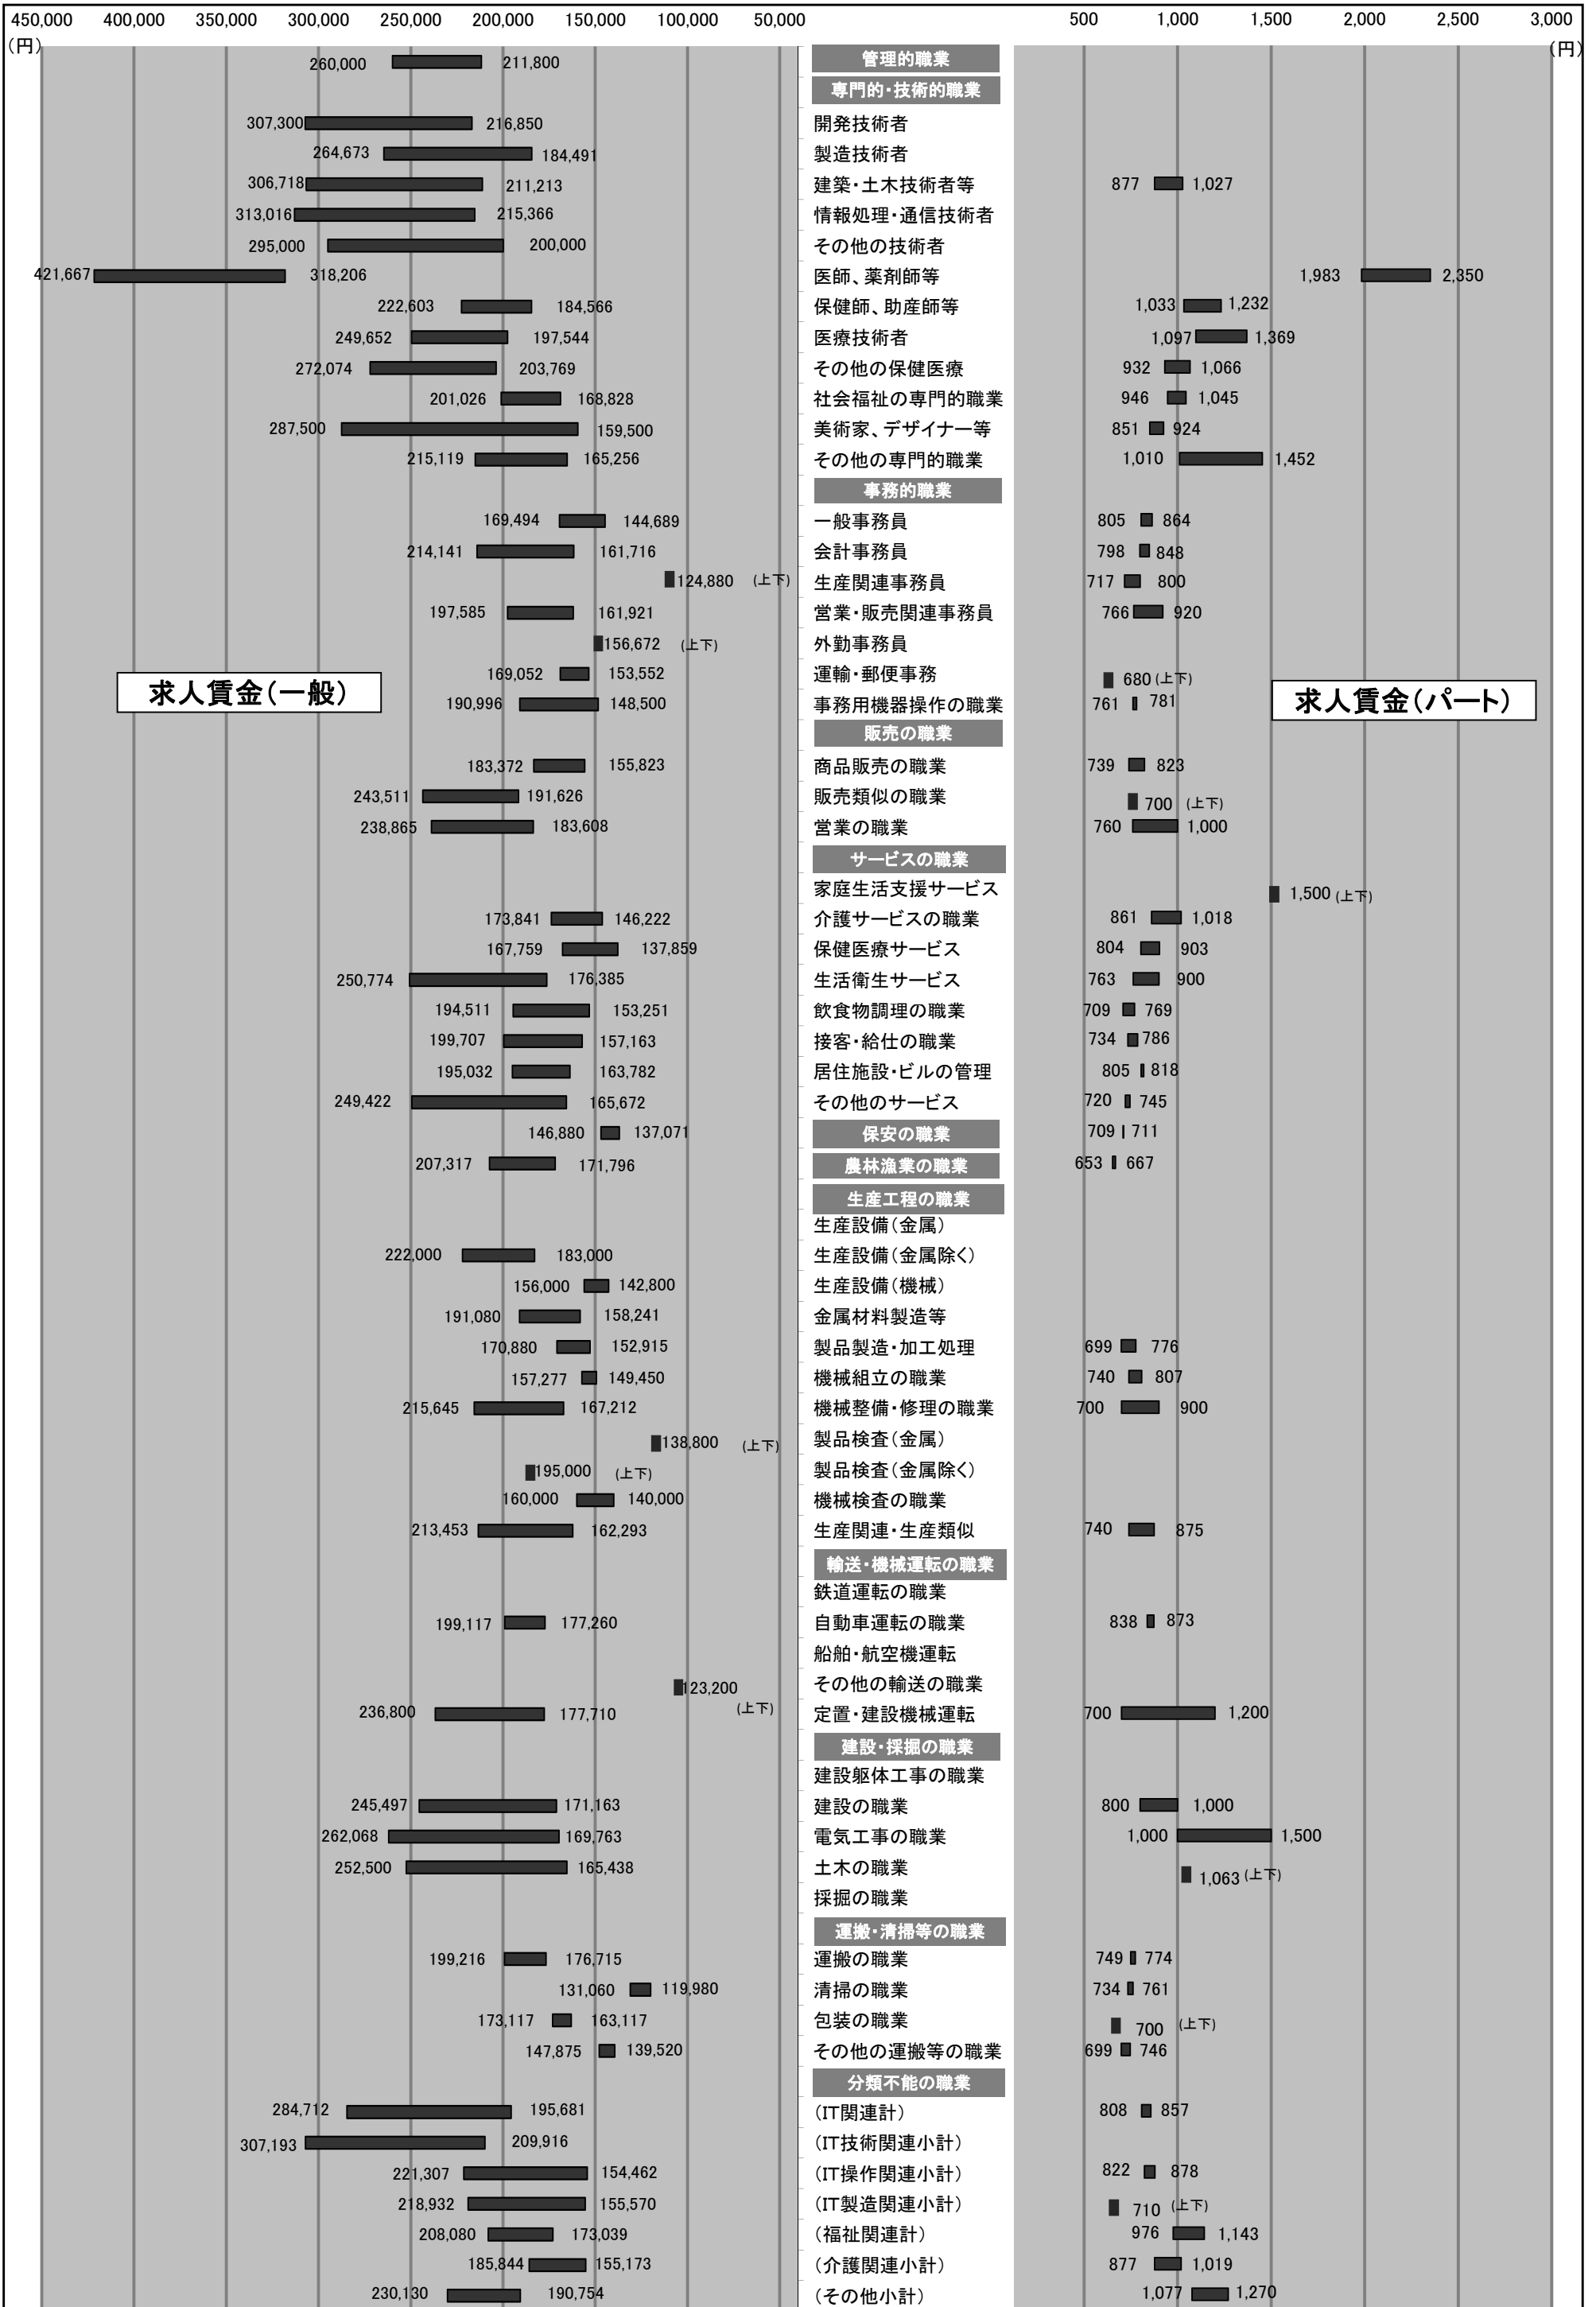 450,000 400,000 350,000 300,000 250,000 200,000 150,000 100,000 50,000 500 1,000 1,500 2,000 2,500 3,000
(円) (円)
260,000 211,800 管理的職業
専門的・技術的職業
307,300 216,850 開発技術者
264,673 184,491 製造技術者
306,718 211,213 建築・土木技術者等 877 1,027
313,016 215,366 情報処理・通信技術者
295,000 200,000 その他の技術者
421,667 318,206 医師、薬剤師等 1,983 2,350
222,603 184,566 保健師、助産師等 1,033 1,232
249,652 197,544 医療技術者 1,097 1,369
272,074 203,769 その他の保健医療 932 1,066
201,026 168,828 社会福祉の専門的職業 946 1,045
287,500 159,500 美術家、デザイナー等 851 924
215,119 165,256 その他の専門的職業 1,010 1,452
事務的職業
169,494 144,689 一般事務員 805 864
214,141 161,716 会計事務員 798 848
124,880 (上下) 生産関連事務員 717 800
197,585 161,921 営業・販売関連事務員 766 920
156,672 (上下) 外勤事務員
169,052 153,552 運輸・郵便事務 680 (上下)
求人賃金(一般) 求人賃金(パート)
190,996 148,500 事務用機器操作の職業 761 781
販売の職業
183,372 155,823 商品販売の職業 739 823
243,511 191,626 販売類似の職業 700 (上下)
238,865 183,608 営業の職業 760 1,000
サービスの職業
家庭生活支援サービス 1,500 (上下)
173,841 146,222 介護サービスの職業 861 1,018
167,759 137,859 保健医療サービス 804 903
250,774 176,385 生活衛生サービス 763 900
194,511 153,251 飲食物調理の職業 709 769
199,707 157,163 接客・給仕の職業 734 786
195,032 163,782 居住施設・ビルの管理 805 818
249,422 165,672 その他のサービス 720 745
146,880 137,071 保安の職業 709 711
207,317 171,796 農林漁業の職業 653 667
生産工程の職業
生産設備(金属)
222,000 183,000 生産設備(金属除く)
156,000 142,800 生産設備(機械)
191,080 158,241 金属材料製造等
170,880 152,915 製品製造・加工処理 699 776
157,277 149,450 機械組立の職業 740 807
215,645 167,212 機械整備・修理の職業 700 900
138,800 (上下) 製品検査(金属)
195,000 (上下) 製品検査(金属除く)
160,000 140,000 機械検査の職業
213,453 162,293 生産関連・生産類似 740 875
輸送・機械運転の職業
鉄道運転の職業
199,117 177,260 自動車運転の職業 838 873
船舶・航空機運転
123,200 (上下) その他の輸送の職業
236,800 177,710 定置・建設機械運転 700 1,200
建設・採掘の職業
建設躯体工事の職業
245,497 171,163 建設の職業 800 1,000
262,068 169,763 電気工事の職業 1,000 1,500
252,500 165,438 土木の職業 1,063 (上下)
採掘の職業
運搬・清掃等の職業
199,216 176,715 運搬の職業 749 774
131,060 119,980 清掃の職業 734 761
173,117 163,117 包装の職業 700 (上下)
147,875 139,520 その他の運搬等の職業 699 746
分類不能の職業
284,712 195,681 (IT関連計) 808 857
307,193 209,916 (IT技術関連小計)
221,307 154,462 (IT操作関連小計) 822 878
218,932 155,570 (IT製造関連小計) 710 (上下)
208,080 173,039 (福祉関連計) 976 1,143
185,844 155,173 (介護関連小計) 877 1,019
230,130 190,754 (その他小計) 1,077 1,270